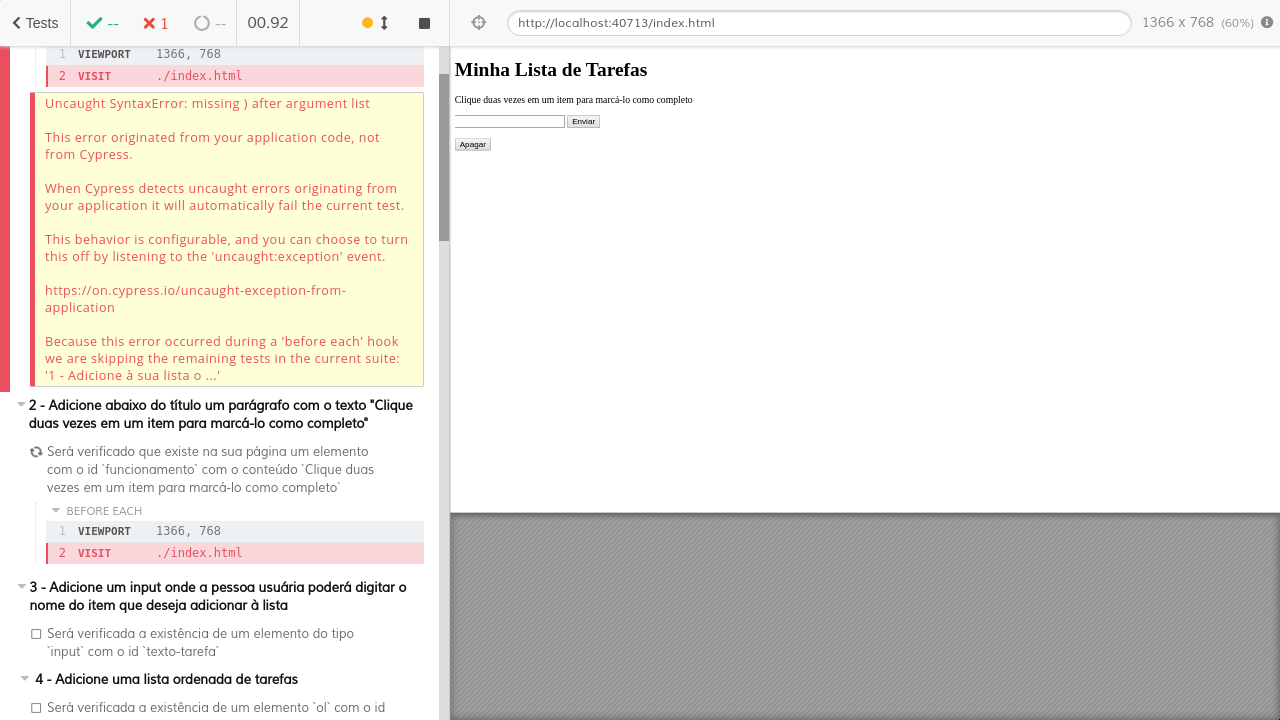 Tests
--
1
--
00.92
http://localhost:40713/index.html
1366 x 768 (60%)
1 VIEWPORT 1366, 768
2 VISIT ./index.html
Uncaught SyntaxError: missing ) after argument list
This error originated from your application code, not
from Cypress.
When Cypress detects uncaught errors originating from
your application it will automatically fail the current test.
This behavior is configurable, and you can choose to turn
this off by listening to the 'uncaught:exception' event.
https://on.cypress.io/uncaught-exception-from-
application
Because this error occurred during a 'before each' hook
we are skipping the remaining tests in the current suite:
'1 - Adicione à sua lista o ...'
2 - Adicione abaixo do título um parágrafo com o texto "Clique
duas vezes em um item para marcá-lo como completo"
Será verificado que existe na sua página um elemento
com o id `funcionamento` com o conteúdo `Clique duas
vezes em um item para marcá-lo como completo`
BEFORE EACH
1 VIEWPORT 1366, 768
2 VISIT ./index.html
3 - Adicione um input onde a pessoa usuária poderá digitar o
nome do item que deseja adicionar à lista
Será verificada a existência de um elemento do tipo
`input` com o id `texto-tarefa`
4 - Adicione uma lista ordenada de tarefas
Será verificada a existência de um elemento `ol` com o id
Minha Lista de Tarefas
Clique duas vezes em um item para marcá-lo como completo
Enviar
Apagar